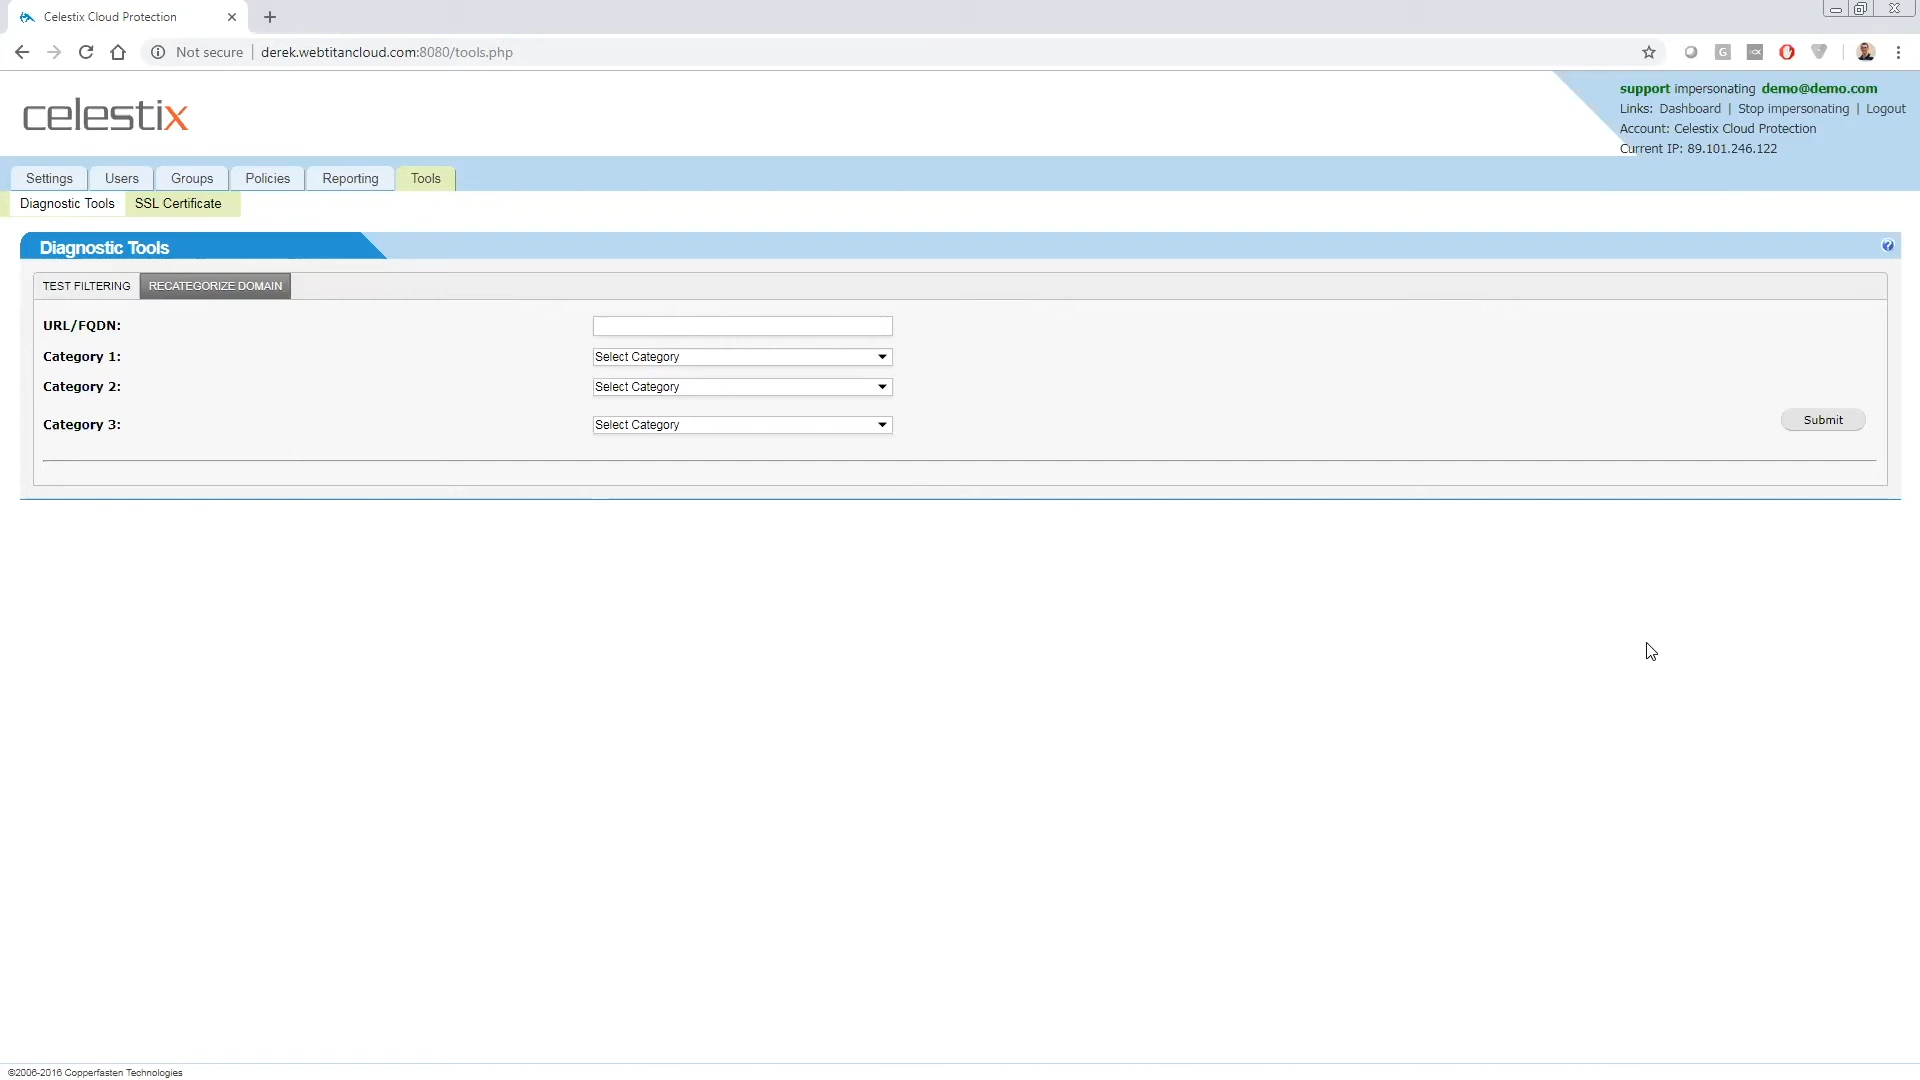 Celestix Cloud Protection
Not secure | derek.webtitancloud.com:8080/tools.php
celestix
support impersonating demo@demo.com
Links: Dashboard | Stop impersonating | Logout
Account: Celestix Cloud Protection
Current IP: 89.101.246.122
Settings Users Groups Policies Reporting Tools
Diagnostic Tools SSL Certificate
Diagnostic Tools
?
TEST FILTERING RECATEGORIZE DOMAIN
URL/FQDN:
Category 1: Select Category
Category 2: Select Category
Category 3: Select Category
Submit
©2006-2016 Copperfasten Technologies